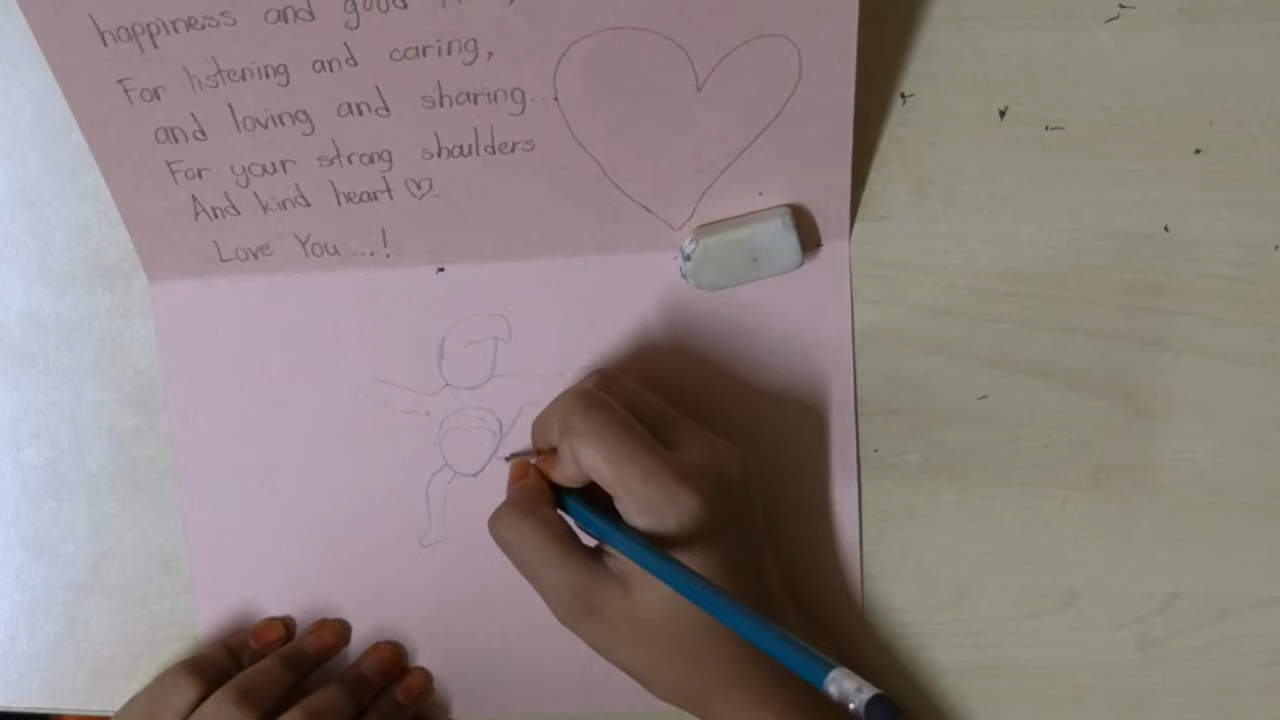 happiness and good
For listening and caring,
and loving and sharing...
For your strong shoulders
And kind heart ♡.
Love You...!